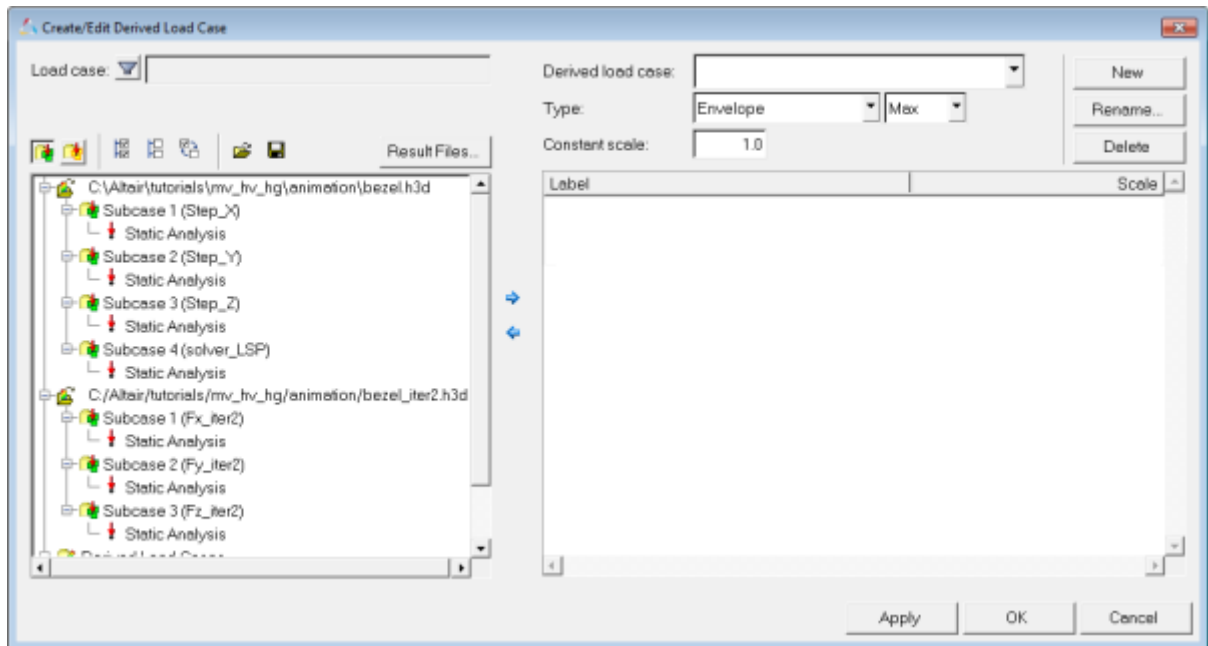 Create/Edit Derived Load Case
Load case:
Derived load case:
New
Type: Envelope Max
Rename...
Constant scale: 1.0
Delete
Result Files...
Label Scale
C:\Altair\tutorials\mv_hv_hg\animation\bezel.h3d
Subcase 1 (Step_X)
Static Analysis
Subcase 2 (Step_Y)
Static Analysis
Subcase 3 (Step_Z)
Static Analysis
Subcase 4 (solver_LSP)
Static Analysis
C:/Altair/tutorials/mv_hv_hg/animation/bezel_iter2.h3d
Subcase 1 (Fx_iter2)
Static Analysis
Subcase 2 (Fy_iter2)
Static Analysis
Subcase 3 (Fz_iter2)
Static Analysis
Derived Load Cases
Apply OK Cancel